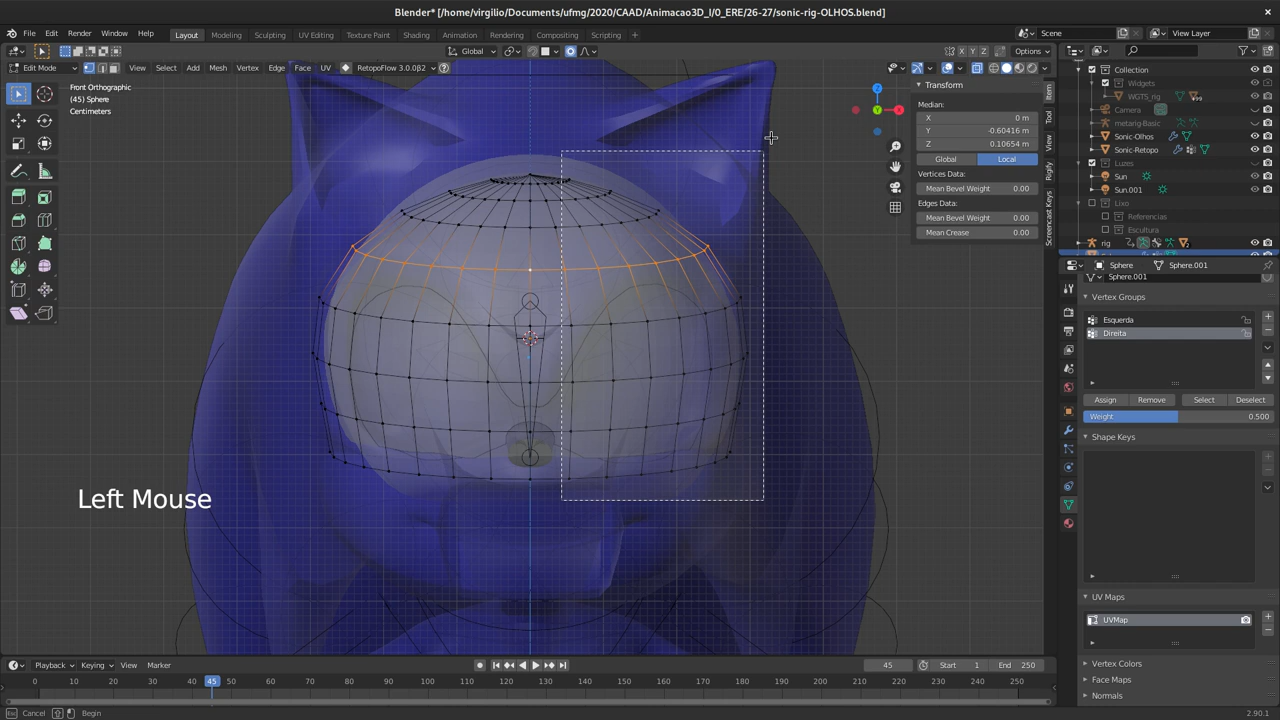 Blender* [/home/virgilio/Documents/ufmg/2020/CAAD/Animacao3D_I/0_ERE/26-27/sonic-rig-OLHOS.blend]
File Edit Render Window Help Layout Modeling Sculpting UV Editing Texture Paint Shading Animation Rendering Compositing Scripting + Scene View Layer
Global X Y Z Options
Edit Mode View Select Add Mesh Vertex Edge Face UV RetopoFlow 3.0.0β2
Front Orthographic
(45) Sphere
Centimeters
Z
X
Y
Transform
Median:
X 0 m
Y -0.60416 m
Z 0.10654 m
Global Local
Vertices Data:
Mean Bevel Weight 0.00
Edges Data:
Mean Bevel Weight 0.00
Mean Crease 0.00
Item
Tool
View
Rigify
Screencast Keys
Collection
Widgets
WGTS_rig
Camera
metarig-Basic
Sonic-Olhos
Sonic-Retopo
Luzes
Sun
Sun.001
Lixo
Referencias
Escultura
rig
Sphere Sphere.001
Sphere.001
Vertex Groups
Esquerda
Direita
Assign Remove Select Deselect
Weight 0.500
Shape Keys
UV Maps
UVMap
Vertex Colors
Face Maps
Normals
Left Mouse
Playback Keying View Marker 45 Start 1 End 250
0 10 20 30 40 45 50 60 70 80 90 100 110 120 130 140 150 160 170 180 190 200 210 220 230 240 250
Cancel Begin 2.90.1